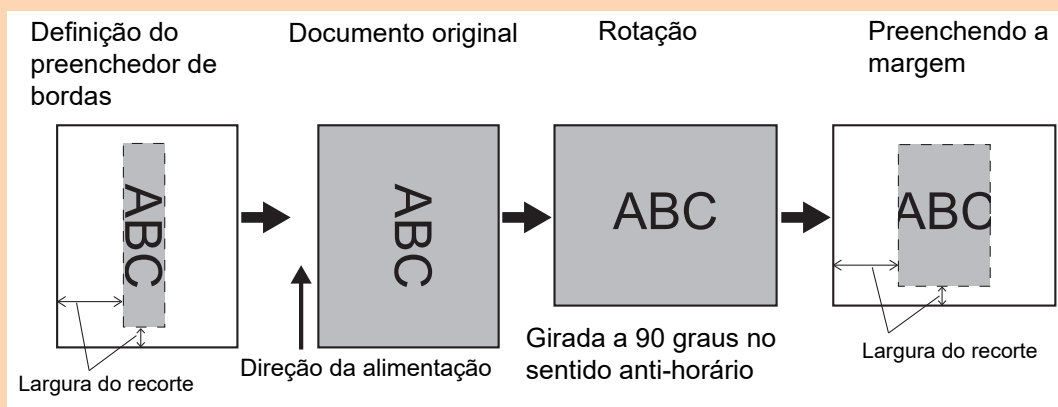 Definição do
preenchedor de
bordas
Documento original
Rotação
Preenchendo a
margem
ABC
ABC
ABC
ABC
Largura do recorte
Direção da alimentação
Girada a 90 graus no
sentido anti-horário
Largura do recorte